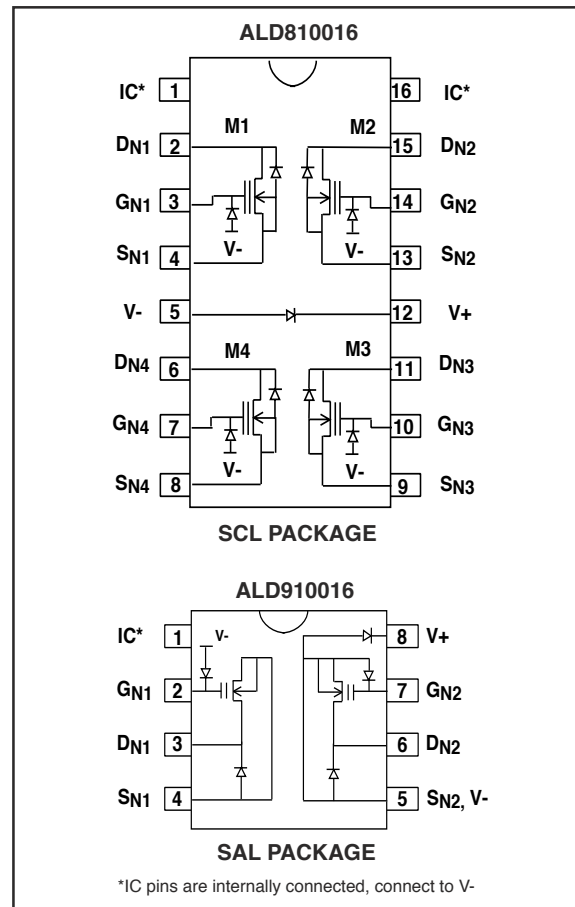 ALD810016
IC* 1 16 IC*
M1 M2
DN1 2 15 DN2
GN1 3 14 GN2
V- V-
SN1 4 13 SN2
V- 5 12 V+
M4 M3
DN4 6 11 DN3
GN4 7 10 GN3
V- V-
SN4 8 9 SN3
SCL PACKAGE
ALD910016
IC* 1 V- 8 V+
GN1 2 7 GN2
DN1 3 6 DN2
SN1 4 5 SN2, V-
SAL PACKAGE
*IC pins are internally connected, connect to V-